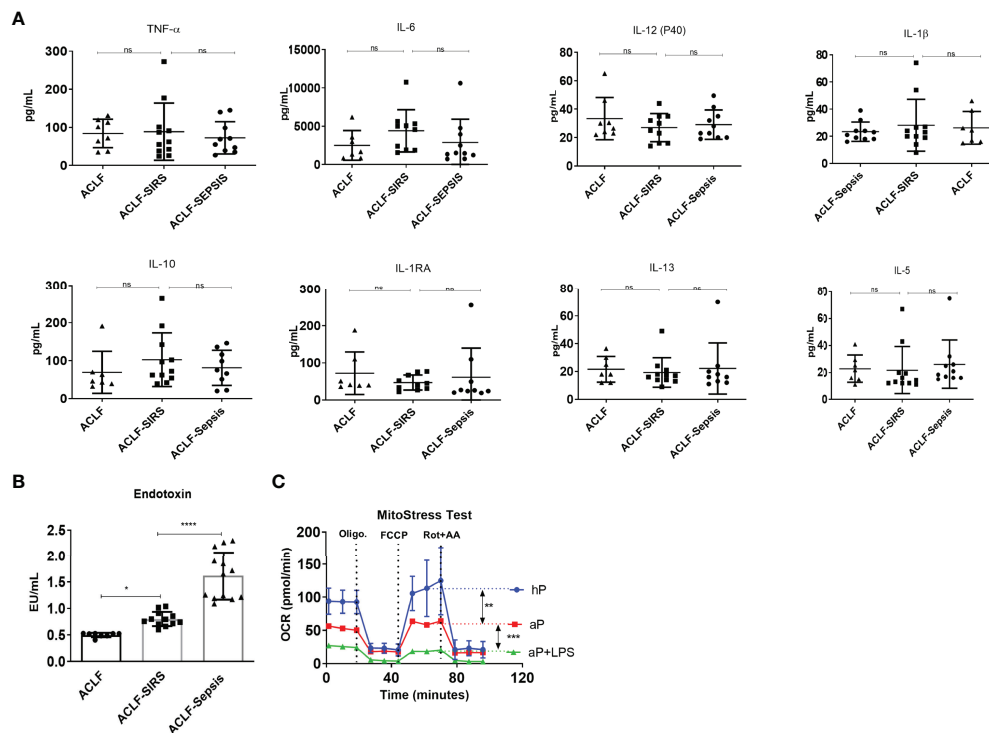 A
TNF-α
ns ns
pg/mL
300
200
100
0
ACLF
ACLF-SIRS
ACLF-SEPSIS
IL-6
ns ns
pg/mL
15000
10000
5000
0
ACLF
ACLF-SIRS
ACLF-SEPSIS
IL-12 (P40)
ns ns
pg/mL
80
60
40
20
0
ACLF
ACLF-SIRS
ACLF-Sepsis
IL-1β
ns ns
pg/mL
80
60
40
20
0
ACLF-Sepsis
ACLF-SIRS
ACLF
IL-10
ns ns
pg/mL
300
200
100
0
ACLF
ACLF-SIRS
ACLF-Sepsis
IL-1RA
ns ns
pg/mL
300
200
100
0
ACLF
ACLF-SIRS
ACLF-Sepsis
IL-13
ns ns
pg/mL
80
60
40
20
0
ACLF
ACLF-SIRS
ACLF-Sepsis
IL-5
ns ns
pg/mL
80
60
40
20
0
ACLF
ACLF-SIRS
ACLF-Sepsis
B
Endotoxin
****
*
EU/mL
2.5
2.0
1.5
1.0
0.5
0.0
ACLF
ACLF-SIRS
ACLF-Sepsis
C
MitoStress Test
Oligo. FCCP Rot+AA
OCR (pmol/min)
200
150
100
50
0
hP
**
aP
***
aP+LPS
0 40 80 120
Time (minutes)